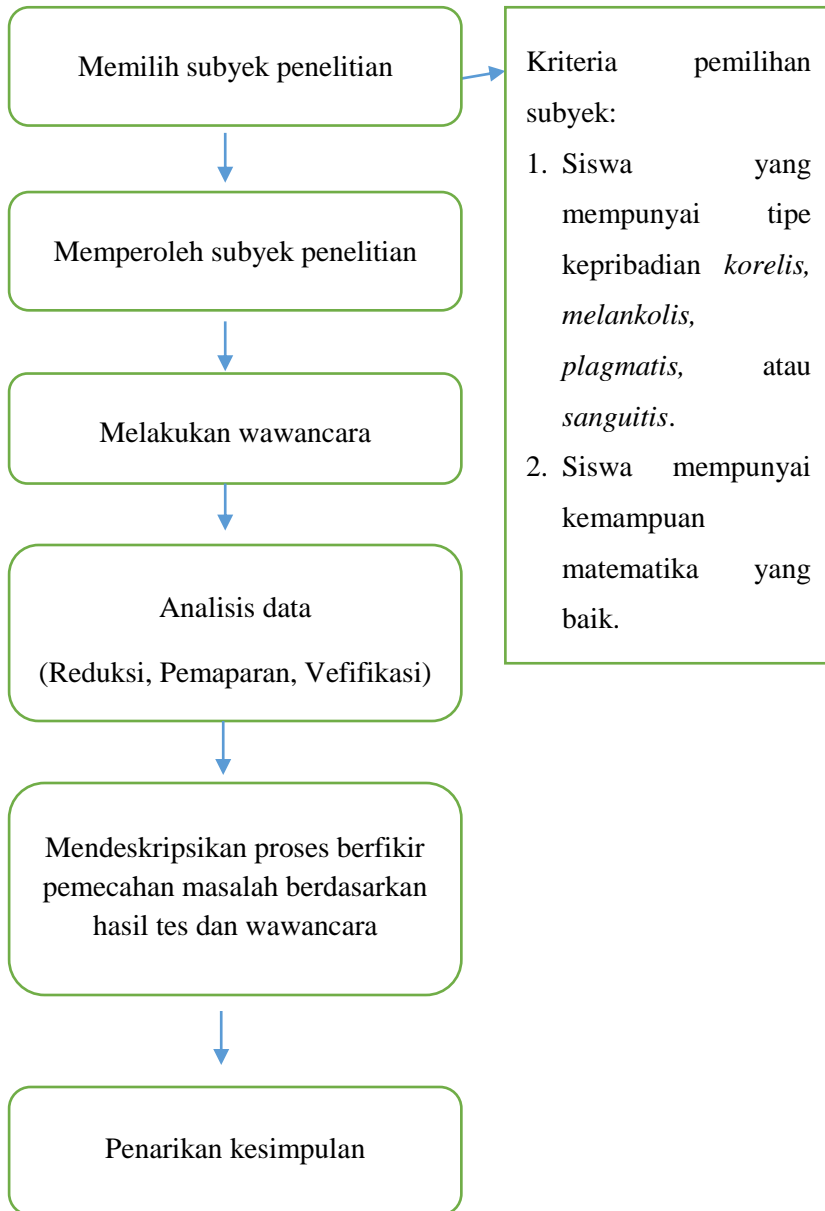 Memilih subyek penelitian
Kriteria pemilihan
subyek:
1. Siswa yang
mempunyai tipe
kepribadian korelis,
melankolis,
plagmatis, atau
sanguitis.
2. Siswa mempunyai
kemampuan
matematika yang
baik.
Memperoleh subyek penelitian
Melakukan wawancara
Analisis data
(Reduksi, Pemaparan, Vefifikasi)
Mendeskripsikan proses berfikir
pemecahan masalah berdasarkan
hasil tes dan wawancara
Penarikan kesimpulan